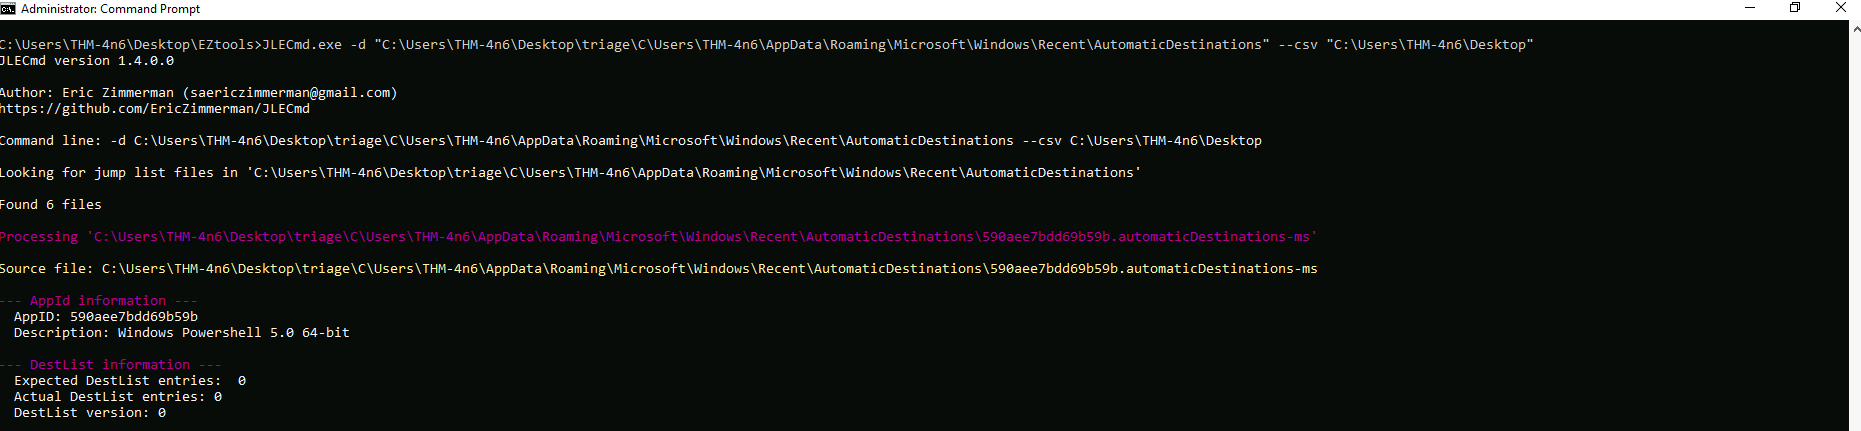 Administrator: Command Prompt
C:\Users\THM-4n6\Desktop\EZtools>JLECmd.exe -d "C:\Users\THM-4n6\Desktop\triage\C\Users\THM-4n6\AppData\Roaming\Microsoft\Windows\Recent\AutomaticDestinations" --csv "C:\Users\THM-4n6\Desktop"
JLECmd version 1.4.0.0
Author: Eric Zimmerman (saericzimmerman@gmail.com)
https://github.com/EricZimmerman/JLECmd
Command line: -d C:\Users\THM-4n6\Desktop\triage\C\Users\THM-4n6\AppData\Roaming\Microsoft\Windows\Recent\AutomaticDestinations --csv C:\Users\THM-4n6\Desktop
Looking for jump list files in 'C:\Users\THM-4n6\Desktop\triage\C\Users\THM-4n6\AppData\Roaming\Microsoft\Windows\Recent\AutomaticDestinations'
Found 6 files
Processing 'C:\Users\THM-4n6\Desktop\triage\C\Users\THM-4n6\AppData\Roaming\Microsoft\Windows\Recent\AutomaticDestinations\590aee7bdd69b59b.automaticDestinations-ms'
Source file: C:\Users\THM-4n6\Desktop\triage\C\Users\THM-4n6\AppData\Roaming\Microsoft\Windows\Recent\AutomaticDestinations\590aee7bdd69b59b.automaticDestinations-ms
--- AppId information ---
AppID: 590aee7bdd69b59b
Description: Windows Powershell 5.0 64-bit
--- DestList information ---
Expected DestList entries:  0
Actual DestList entries: 0
DestList version: 0